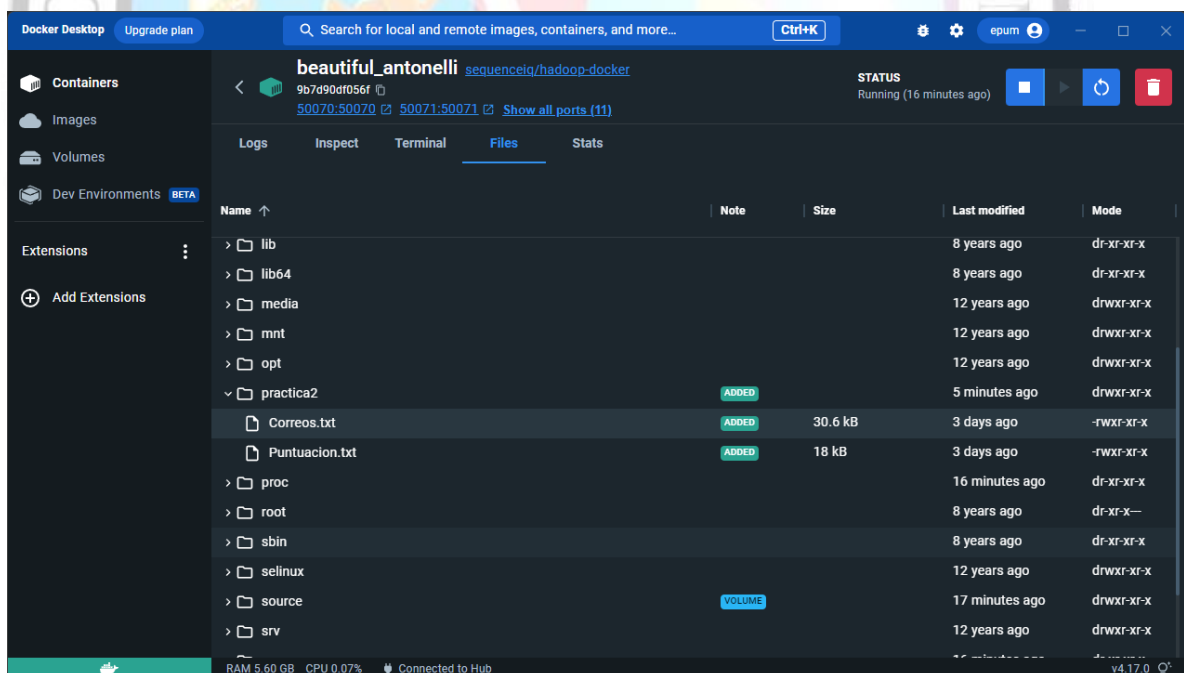 Docker Desktop Upgrade plan Search for local and remote images, containers, and more... Ctrl+K epum
Containers
Images
Volumes
Dev Environments BETA
Extensions
Add Extensions
beautiful_antonelli sequenceiq/hadoop-docker
9b7d90df056f
50070:50070 50071:50071 Show all ports (11)
STATUS
Running (16 minutes ago)
Logs Inspect Terminal Files Stats
Name Note Size Last modified Mode
lib 8 years ago dr-xr-xr-x
lib64 8 years ago dr-xr-xr-x
media 12 years ago drwxr-xr-x
mnt 12 years ago drwxr-xr-x
opt 12 years ago drwxr-xr-x
practica2 ADDED 5 minutes ago drwxr-xr-x
Correos.txt ADDED 30.6 kB 3 days ago -rwxr-xr-x
Puntuacion.txt ADDED 18 kB 3 days ago -rwxr-xr-x
proc 16 minutes ago dr-xr-xr-x
root 8 years ago dr-xr-x---
sbin 8 years ago dr-xr-xr-x
selinux 12 years ago drwxr-xr-x
source VOLUME 17 minutes ago drwxr-xr-x
srv 12 years ago drwxr-xr-x
RAM 5.60 GB CPU 0.07% Connected to Hub v4.17.0